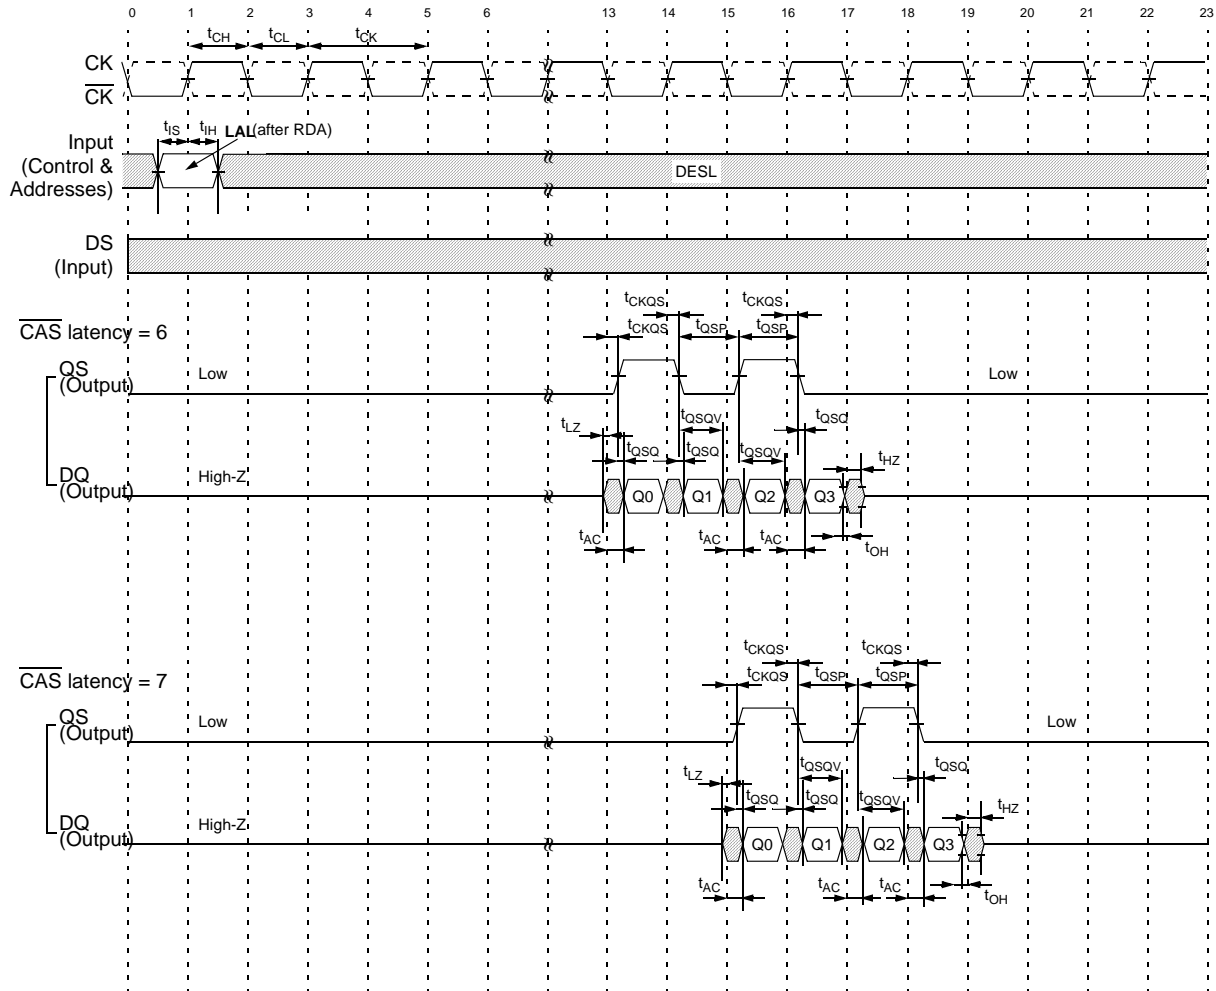 0 1 2 3 4 5 6 13 14 15 16 17 18 19 20 21 22 23
tCH tCL tCK
CK
CK
tIS tIH LAL (after RDA)
Input
(Control &
Addresses)
DESL
DS
(Input)
tCKQS tCKQS
CAS latency = 6
tCKQS tQSP tQSP
QS
(Output)
Low Low
tLZ tQSQV tQSQ
tQSQ tQSQ tQSQV tHZ
DQ
(Output)
High-Z
Q0 Q1 Q2 Q3
tAC tAC tAC tOH
tCKQS tCKQS
CAS latency = 7
tCKQS tQSP tQSP
QS
(Output)
Low Low
tLZ tQSQV tQSQ
tQSQ tQSQ tQSQV tHZ
DQ
(Output)
High-Z
Q0 Q1 Q2 Q3
tAC tAC tAC tOH